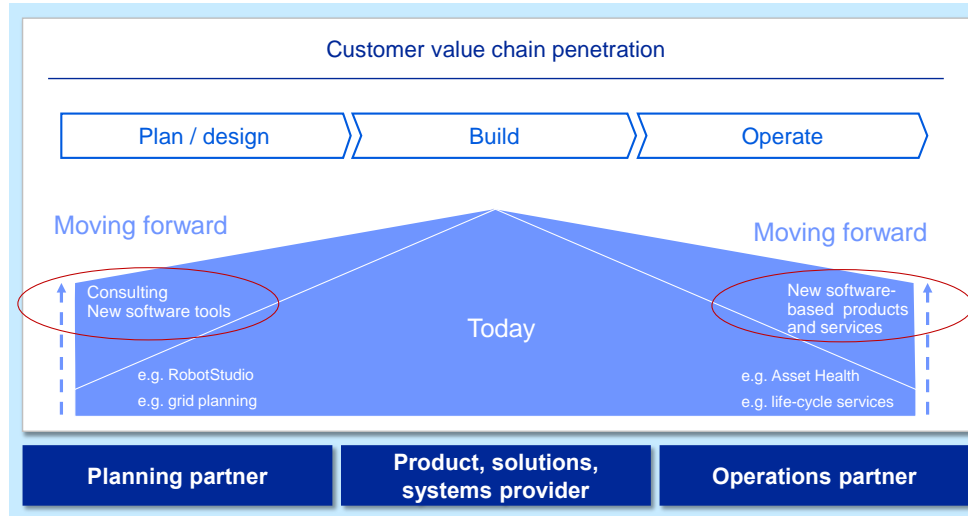 Customer value chain penetration
Plan / design
Build
Operate
Moving forward
Moving forward
Consulting
New software tools
New software-
based products
and services
Today
e.g. RobotStudio
e.g. grid planning
e.g. Asset Health
e.g. life-cycle services
Planning partner
Product, solutions,
systems provider
Operations partner